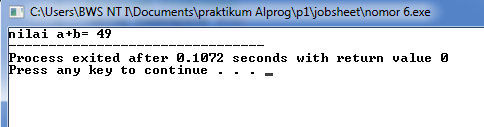 C:\Users\BWS NT I\Documents\praktikum Alprog\p1\jobsheet\nomor 6.exe
nilai a+b= 49
--------------------------------
Process exited after 0.1072 seconds with return value 0
Press any key to continue . . .